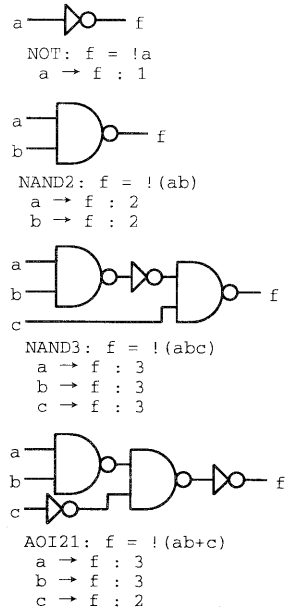 a f
NOT: f = !a
a → f : 1
a
f
b
NAND2: f = !(ab)
a → f : 2
b → f : 2
a
b
f
c
NAND3: f = !(abc)
a → f : 3
b → f : 3
c → f : 3
a
b
f
c
AOI21: f = !(ab+c)
a → f : 3
b → f : 3
c → f : 2